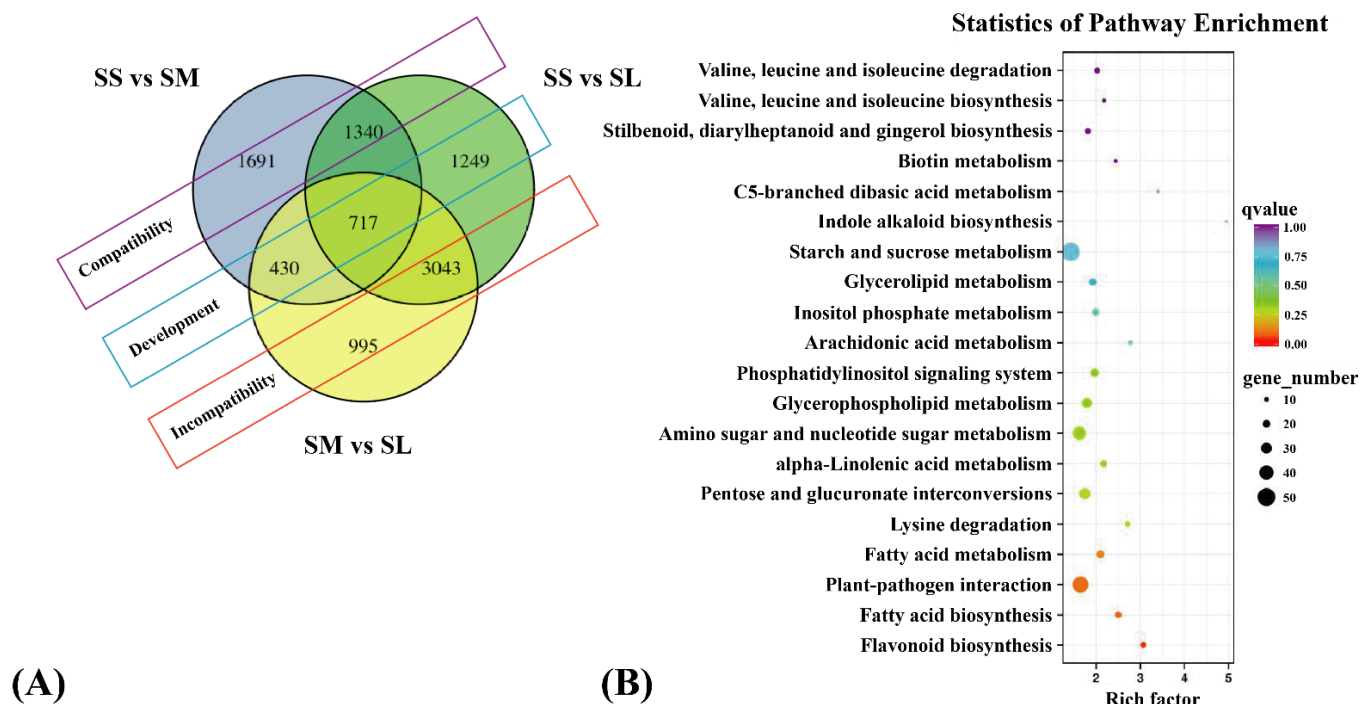 SS vs SM
SS vs SL
1340
1691
1249
717
430
3043
995
Compatibility
Development
Incompatibility
SM vs SL
(A)
Statistics of Pathway Enrichment
Valine, leucine and isoleucine degradation
Valine, leucine and isoleucine biosynthesis
Stilbenoid, diarylheptanoid and gingerol biosynthesis
Biotin metabolism
C5-branched dibasic acid metabolism
Indole alkaloid biosynthesis
Starch and sucrose metabolism
Glycerolipid metabolism
Inositol phosphate metabolism
Arachidonic acid metabolism
Phosphatidylinositol signaling system
Glycerophospholipid metabolism
Amino sugar and nucleotide sugar metabolism
alpha-Linolenic acid metabolism
Pentose and glucuronate interconversions
Lysine degradation
Fatty acid metabolism
Plant-pathogen interaction
Fatty acid biosynthesis
Flavonoid biosynthesis
2 3 4 5
Rich factor
qvalue
1.00
0.75
0.50
0.25
0.00
gene_number
10
20
30
40
50
(B)